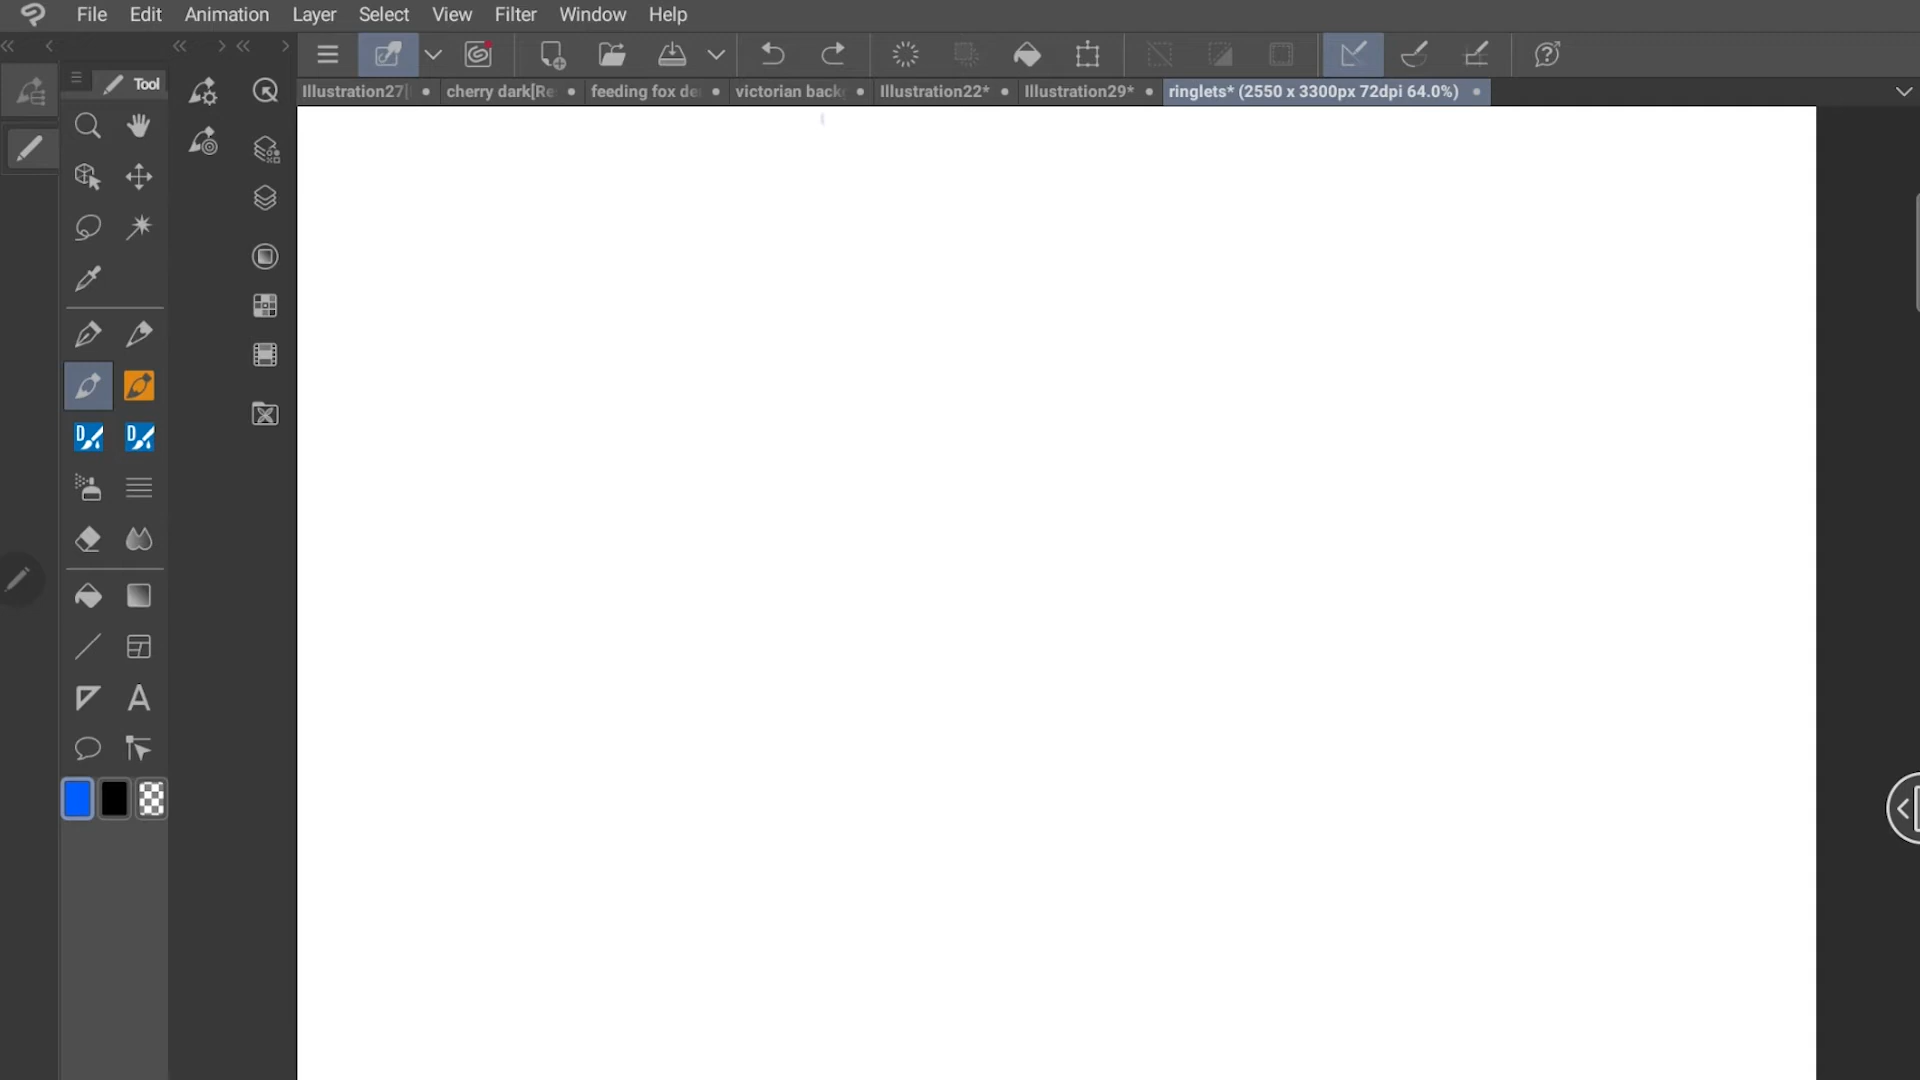 File Edit Animation Layer Select View Filter Window Help
Tool
Illustration27[ cherry dark[Re feeding fox de victorian back Illustration22* Illustration29* ringlets* (2550 x 3300px 72dpi 64.0%)
D D
A